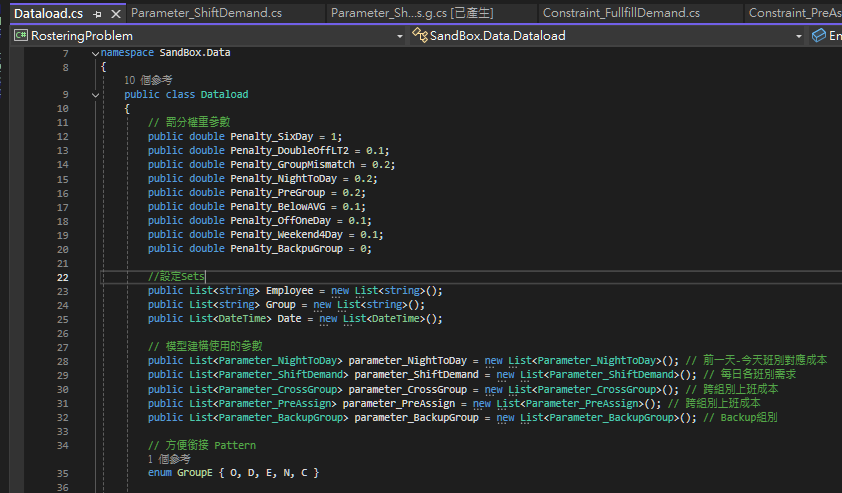 Dataload.cs
Parameter_ShiftDemand.cs
Parameter_Sh...s.g.cs [已產生]
Constraint_FullfillDemand.cs
Constraint_PreAs
C# RosteringProblem
SandBox.Data.Dataload
En
7 namespace SandBox.Data
8 {
10 個參考
9 public class Dataload
10 {
11 // 罰分權重參數
12 public double Penalty_SixDay = 1;
13 public double Penalty_DoubleOffLT2 = 0.1;
14 public double Penalty_GroupMismatch = 0.2;
15 public double Penalty_NightToDay = 0.2;
16 public double Penalty_PreGroup = 0.2;
17 public double Penalty_BelowAVG = 0.1;
18 public double Penalty_OffOneDay = 0.1;
19 public double Penalty_Weekend4Day = 0.1;
20 public double Penalty_BackpuGroup = 0;
21
22 //設定Sets
23 public List<string> Employee = new List<string>();
24 public List<string> Group = new List<string>();
25 public List<DateTime> Date = new List<DateTime>();
26
27 // 模型建構使用的參數
28 public List<Parameter_NightToDay> parameter_NightToDay = new List<Parameter_NightToDay>(); // 前一天-今天班別對應成本
29 public List<Parameter_ShiftDemand> parameter_ShiftDemand = new List<Parameter_ShiftDemand>(); // 每日各班別需求
30 public List<Parameter_CrossGroup> parameter_CrossGroup = new List<Parameter_CrossGroup>(); // 跨組別上班成本
31 public List<Parameter_PreAssign> parameter_PreAssign = new List<Parameter_PreAssign>(); // 跨組別上班成本
32 public List<Parameter_BackupGroup> parameter_BackupGroup = new List<Parameter_BackupGroup>(); // Backup組別
33
34 // 方便銜接 Pattern
1 個參考
35 enum GroupE { O, D, E, N, C }
36